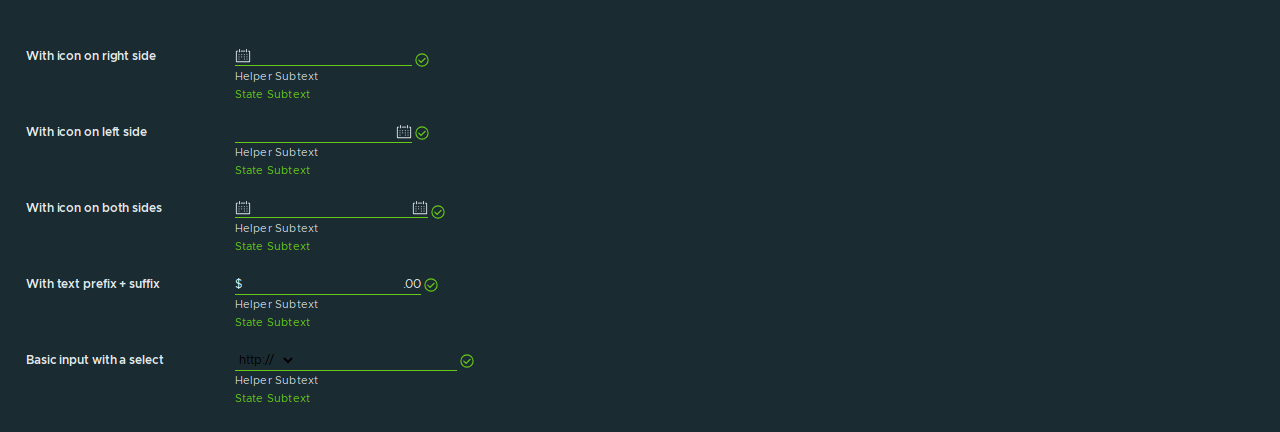 With icon on right side
Helper Subtext
State Subtext
With icon on left side
Helper Subtext
State Subtext
With icon on both sides
Helper Subtext
State Subtext
With text prefix + suffix $ .00
Helper Subtext
State Subtext
Basic input with a select http://
Helper Subtext
State Subtext